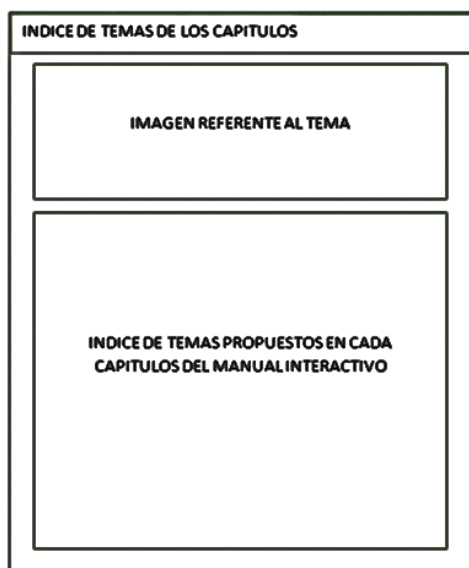 INDICE DE TEMAS DE LOS CAPITULOS
IMAGEN REFERENTE AL TEMA
INDICE DE TEMAS PROPUESTOS EN CADA
CAPITULOS DEL MANUAL INTERACTIVO